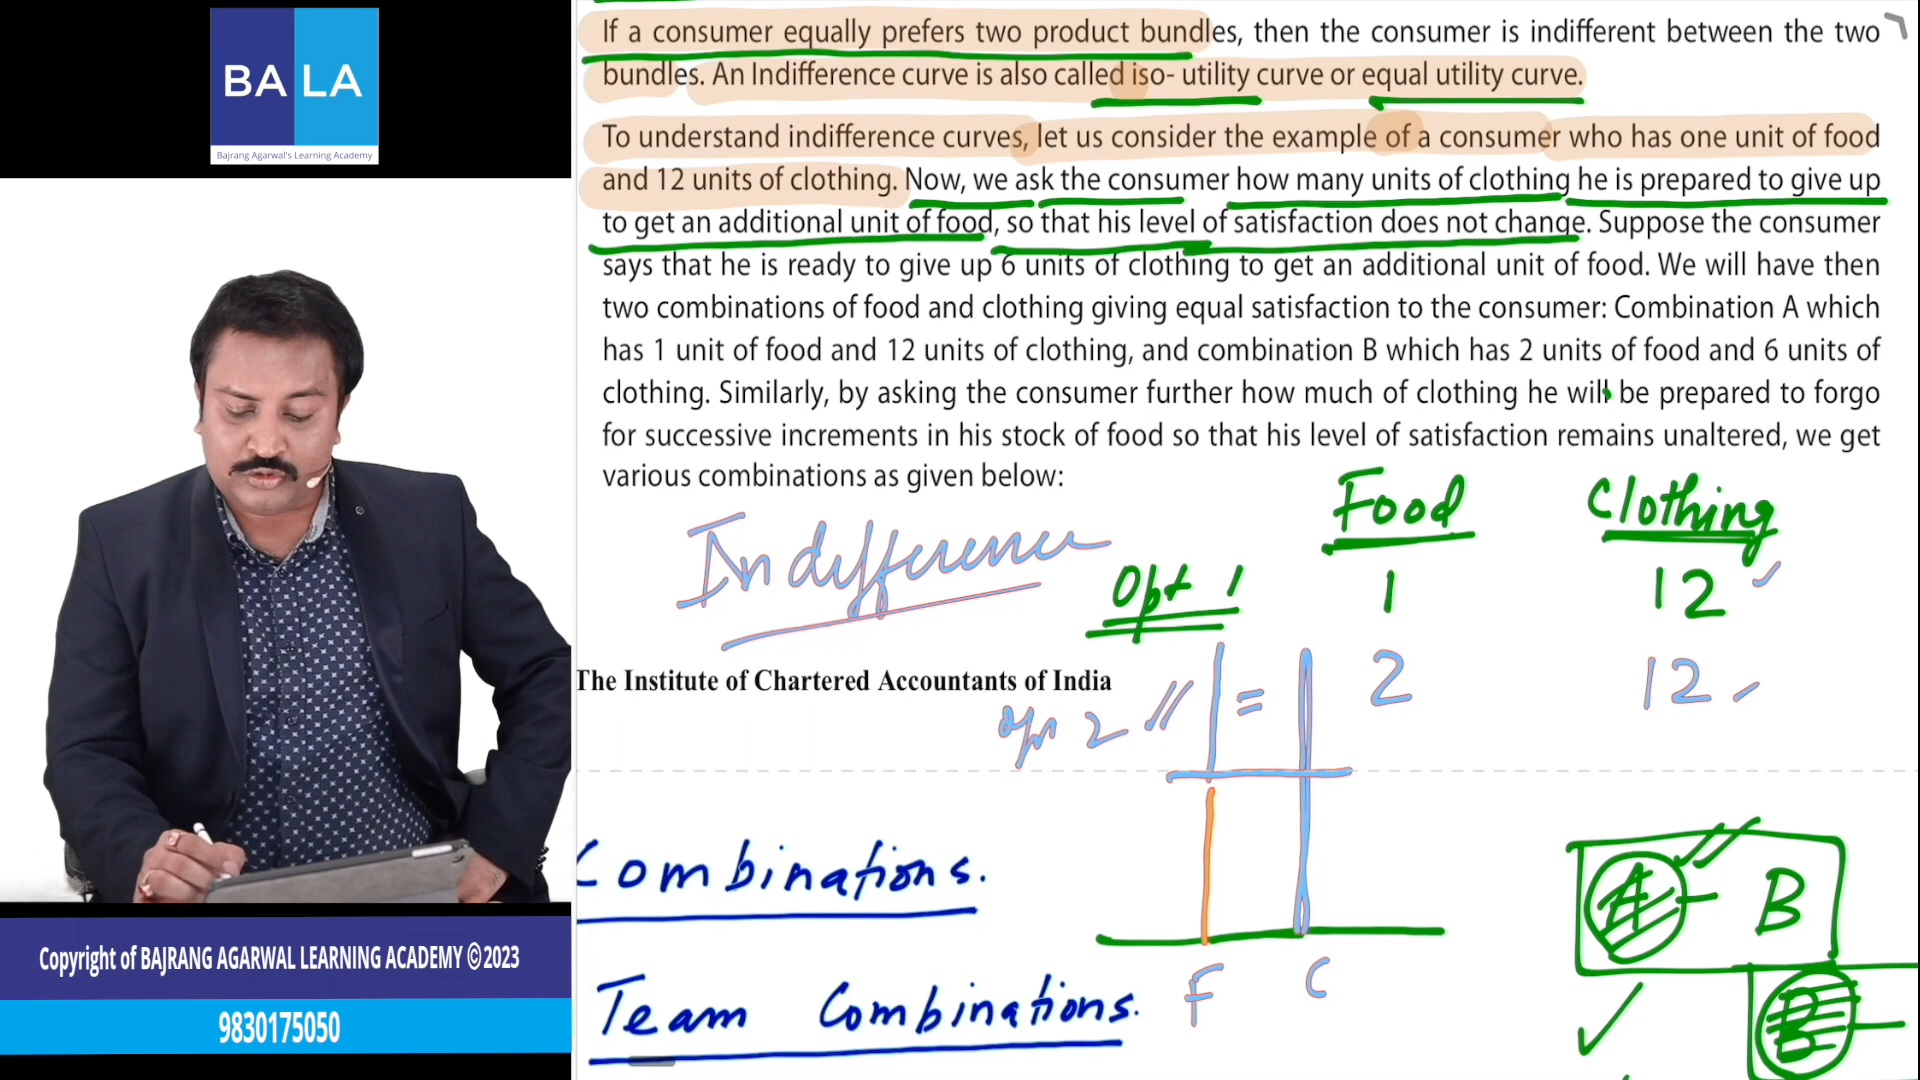 BA LA
Bajrang Agarwal's Learning Academy
If a consumer equally prefers two product bundles, then the consumer is indifferent between the two
bundles. An Indifference curve is also called iso- utility curve or equal utility curve.
To understand indifference curves, let us consider the example of a consumer who has one unit of food
and 12 units of clothing. Now, we ask the consumer how many units of clothing he is prepared to give up
to get an additional unit of food, so that his level of satisfaction does not change. Suppose the consumer
says that he is ready to give up 6 units of clothing to get an additional unit of food. We will have then
two combinations of food and clothing giving equal satisfaction to the consumer: Combination A which
has 1 unit of food and 12 units of clothing, and combination B which has 2 units of food and 6 units of
clothing. Similarly, by asking the consumer further how much of clothing he will be prepared to forgo
for successive increments in his stock of food so that his level of satisfaction remains unaltered, we get
various combinations as given below:
Food Clothing
Indifference
Opt 1 1 12
The Institute of Chartered Accountants of India
opt 2 = 2 12
Combinations.
A B
F C
Team Combinations.
B
Copyright of BAJRANG AGARWAL LEARNING ACADEMY ©2023
9830175050